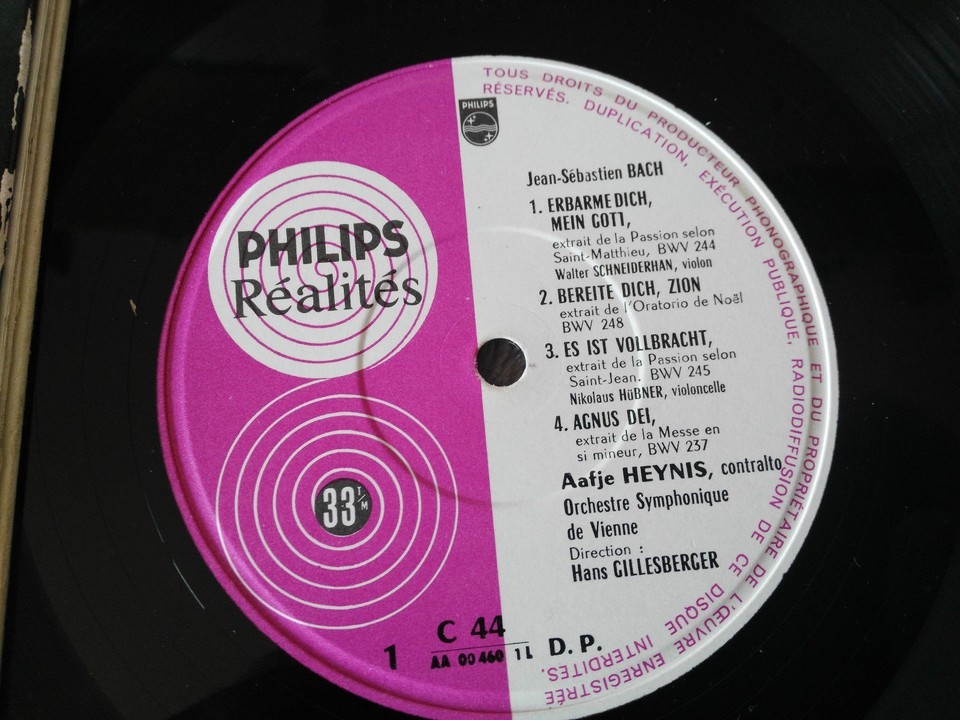 TOUS DROITS DU PRODUCTEUR PHONOGRAPHIQUE ET DU PROPRIÉTAIRE DE L'ŒUVRE ENREGISTRÉE
RÉSERVÉS. DUPLICATION, EXÉCUTION PUBLIQUE, RADIODIFFUSION DE CE DISQUE INTERDITES.
PHILIPS
Jean-Sébastien BACH
1. ERBARME DICH,
MEIN GOTT,
extrait de la Passion selon
Saint-Matthieu, BWV 244
Walter SCHNEIDERHAN, violon
2. BEREITE DICH, ZION
extrait de l'Oratorio de Noël
BWV 248
3. ES IST VOLLBRACHT,
extrait de la Passion selon
Saint-Jean. BWV 245
Nikolaus HüBNER, violoncelle
4. AGNUS DEI,
extrait de la Messe en
si mineur, BWV 237
Aafje HEYNIS, contralto
Orchestre Symphonique
de Vienne
Direction :
Hans GILLESBERGER
PHILIPS
Réalités
33 T/M
1
C 44
AA 00 460 1L
D. P.